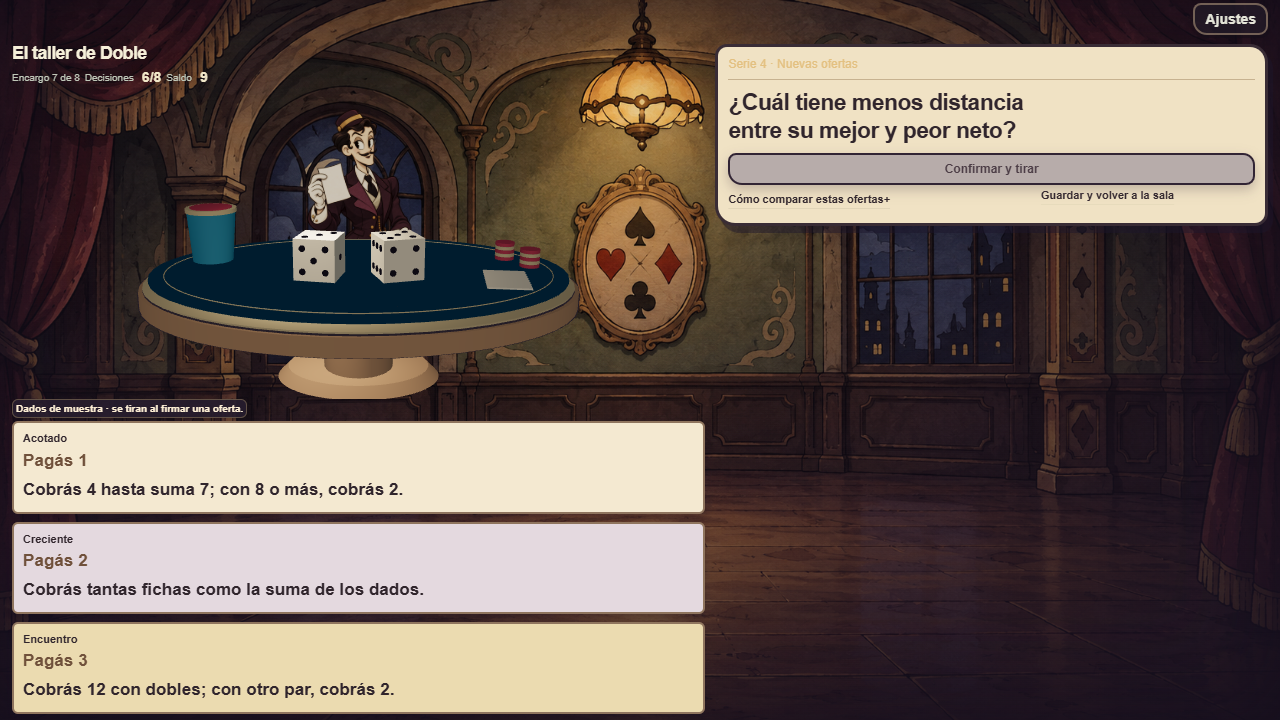 Ajustes
El taller de Doble
Encargo 7 de 8 Decisiones 6/8 Saldo 9
Serie 4 · Nuevas ofertas
¿Cuál tiene menos distancia
entre su mejor y peor neto?
Confirmar y tirar
Cómo comparar estas ofertas+
Guardar y volver a la sala
Dados de muestra · se tiran al firmar una oferta.
Acotado
Pagás 1
Cobrás 4 hasta suma 7; con 8 o más, cobrás 2.
Creciente
Pagás 2
Cobrás tantas fichas como la suma de los dados.
Encuentro
Pagás 3
Cobrás 12 con dobles; con otro par, cobrás 2.